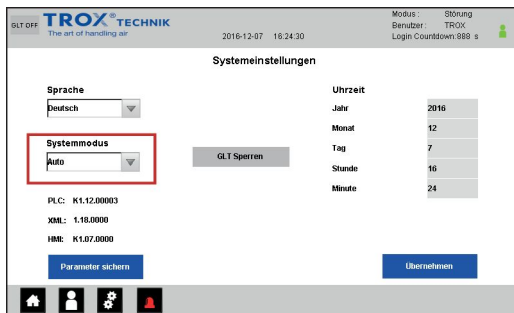 GLT OFF
TROX® TECHNIK
The art of handling air
2016-12-07 16:24:30
Modus : Störung
Benutzer : TROX
Login Countdown:888 s
Systemeinstellungen
Sprache
Deutsch
Systemmodus
Auto
PLC: K1.12.00003
XML: 1.18.0000
HMI: K1.07.0000
Parameter sichern
GLT Sperren
Uhrzeit
Jahr 2016
Monat 12
Tag 7
Stunde 16
Minute 24
Übernehmen